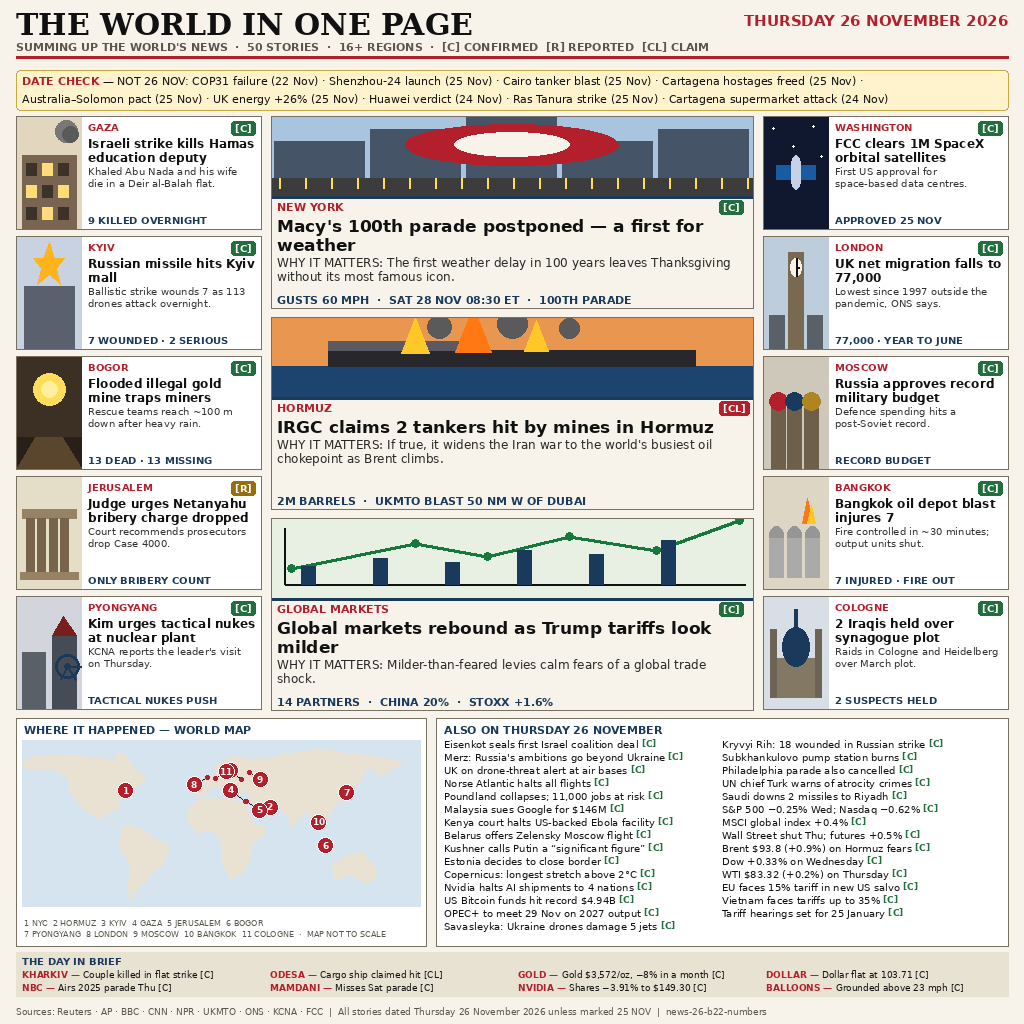 THE WORLD IN ONE PAGE
THURSDAY 26 NOVEMBER 2026
SUMMING UP THE WORLD'S NEWS · 50 STORIES · 16+ REGIONS · [C] CONFIRMED [R] REPORTED [CL] CLAIM
DATE CHECK — NOT 26 NOV: COP31 failure (22 Nov) · Shenzhou-24 launch (25 Nov) · Cairo tanker blast (25 Nov) · Cartagena hostages freed (25 Nov) ·
Australia–Solomon pact (25 Nov) · UK energy +26% (25 Nov) · Huawei verdict (24 Nov) · Ras Tanura strike (25 Nov) · Cartagena supermarket attack (24 Nov)
GAZA [C]
Israeli strike kills Hamas
education deputy
Khaled Abu Nada and his wife
die in a Deir al-Balah flat.
9 KILLED OVERNIGHT
KYIV [C]
Russian missile hits Kyiv
mall
Ballistic strike wounds 7 as 113
drones attack overnight.
7 WOUNDED · 2 SERIOUS
BOGOR [C]
Flooded illegal gold
mine traps miners
Rescue teams reach ~100 m
down after heavy rain.
13 DEAD · 13 MISSING
JERUSALEM [R]
Judge urges Netanyahu
bribery charge dropped
Court recommends prosecutors
drop Case 4000.
ONLY BRIBERY COUNT
PYONGYANG [C]
Kim urges tactical nukes
at nuclear plant
KCNA reports the leader's visit
on Thursday.
TACTICAL NUKES PUSH
NEW YORK [C]
Macy's 100th parade postponed — a first for
weather
WHY IT MATTERS: The first weather delay in 100 years leaves Thanksgiving
without its most famous icon.
GUSTS 60 MPH · SAT 28 NOV 08:30 ET · 100TH PARADE
HORMUZ [CL]
IRGC claims 2 tankers hit by mines in Hormuz
WHY IT MATTERS: If true, it widens the Iran war to the world's busiest oil
chokepoint as Brent climbs.
2M BARRELS · UKMTO BLAST 50 NM W OF DUBAI
GLOBAL MARKETS [C]
Global markets rebound as Trump tariffs look
milder
WHY IT MATTERS: Milder-than-feared levies calm fears of a global trade
shock.
14 PARTNERS · CHINA 20% · STOXX +1.6%
WASHINGTON [C]
FCC clears 1M SpaceX
orbital satellites
First US approval for
space-based data centres.
APPROVED 25 NOV
LONDON [C]
UK net migration falls to
77,000
Lowest since 1997 outside the
pandemic, ONS says.
77,000 · YEAR TO JUNE
MOSCOW [C]
Russia approves record
military budget
Defence spending hits a
post-Soviet record.
RECORD BUDGET
BANGKOK [C]
Bangkok oil depot blast
injures 7
Fire controlled in ~30 minutes;
output units shut.
7 INJURED · FIRE OUT
COLOGNE [C]
2 Iraqis held over
synagogue plot
Raids in Cologne and Heidelberg
over March plot.
2 SUSPECTS HELD
WHERE IT HAPPENED — WORLD MAP
1
8
11
9
4
5
2
7
10
6
1 NYC 2 HORMUZ 3 KYIV 4 GAZA 5 JERUSALEM 6 BOGOR
7 PYONGYANG 8 LONDON 9 MOSCOW 10 BANGKOK 11 COLOGNE · MAP NOT TO SCALE
ALSO ON THURSDAY 26 NOVEMBER
Eisenkot seals first Israel coalition deal [C]
Merz: Russia's ambitions go beyond Ukraine [C]
UK on drone-threat alert at air bases [C]
Norse Atlantic halts all flights [C]
Poundland collapses; 11,000 jobs at risk [C]
Malaysia sues Google for $146M [C]
Kenya court halts US-backed Ebola facility [C]
Belarus offers Zelensky Moscow flight [C]
Kushner calls Putin a "significant figure" [C]
Estonia decides to close border [C]
Copernicus: longest stretch above 2°C [C]
Nvidia halts AI shipments to 4 nations [C]
US Bitcoin funds hit record $4.94B [C]
OPEC+ to meet 29 Nov on 2027 output [C]
Savasleyka: Ukraine drones damage 5 jets [C]
Kryvyi Rih: 18 wounded in Russian strike [C]
Subkhankulovo pump station burns [C]
Philadelphia parade also cancelled [C]
UN chief Turk warns of atrocity crimes [C]
Saudi downs 2 missiles to Riyadh [C]
S&P 500 −0.25% Wed; Nasdaq −0.62% [C]
MSCI global index +0.4% [C]
Wall Street shut Thu; futures +0.5% [C]
Brent $93.8 (+0.9%) on Hormuz fears [C]
Dow +0.33% on Wednesday [C]
WTI $83.32 (+0.2%) on Thursday [C]
EU faces 15% tariff in new US salvo [C]
Vietnam faces tariffs up to 35% [C]
Tariff hearings set for 25 January [C]
THE DAY IN BRIEF
KHARKIV — Couple killed in flat strike [C]
ODESA — Cargo ship claimed hit [CL]
GOLD — Gold $3,572/oz, −8% in a month [C]
DOLLAR — Dollar flat at 103.71 [C]
NBC — Airs 2025 parade Thu [C]
MAMDANI — Misses Sat parade [C]
NVIDIA — Shares −3.91% to $149.30 [C]
BALLOONS — Grounded above 23 mph [C]
Sources: Reuters · AP · BBC · CNN · NPR · UKMTO · ONS · KCNA · FCC | All stories dated Thursday 26 November 2026 unless marked 25 NOV | news-26-b22-numbers